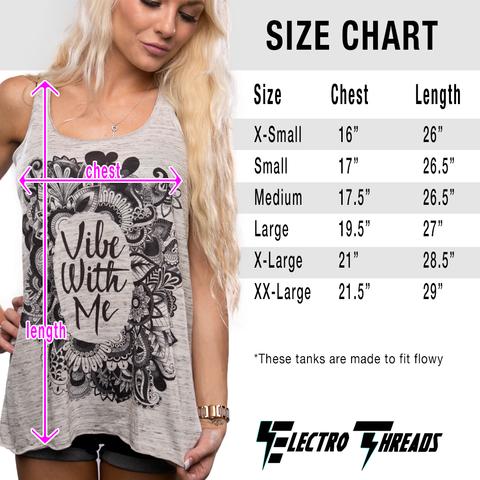 SIZE CHART
Size Chest Length
X-Small 16” 26”
Small 17” 26.5”
Medium 17.5” 26.5”
Large 19.5” 27”
X-Large 21” 28.5”
XX-Large 21.5” 29”
*These tanks are made to fit flowy
ELECTRO THREADS
chest
length
Vibe
With
Me